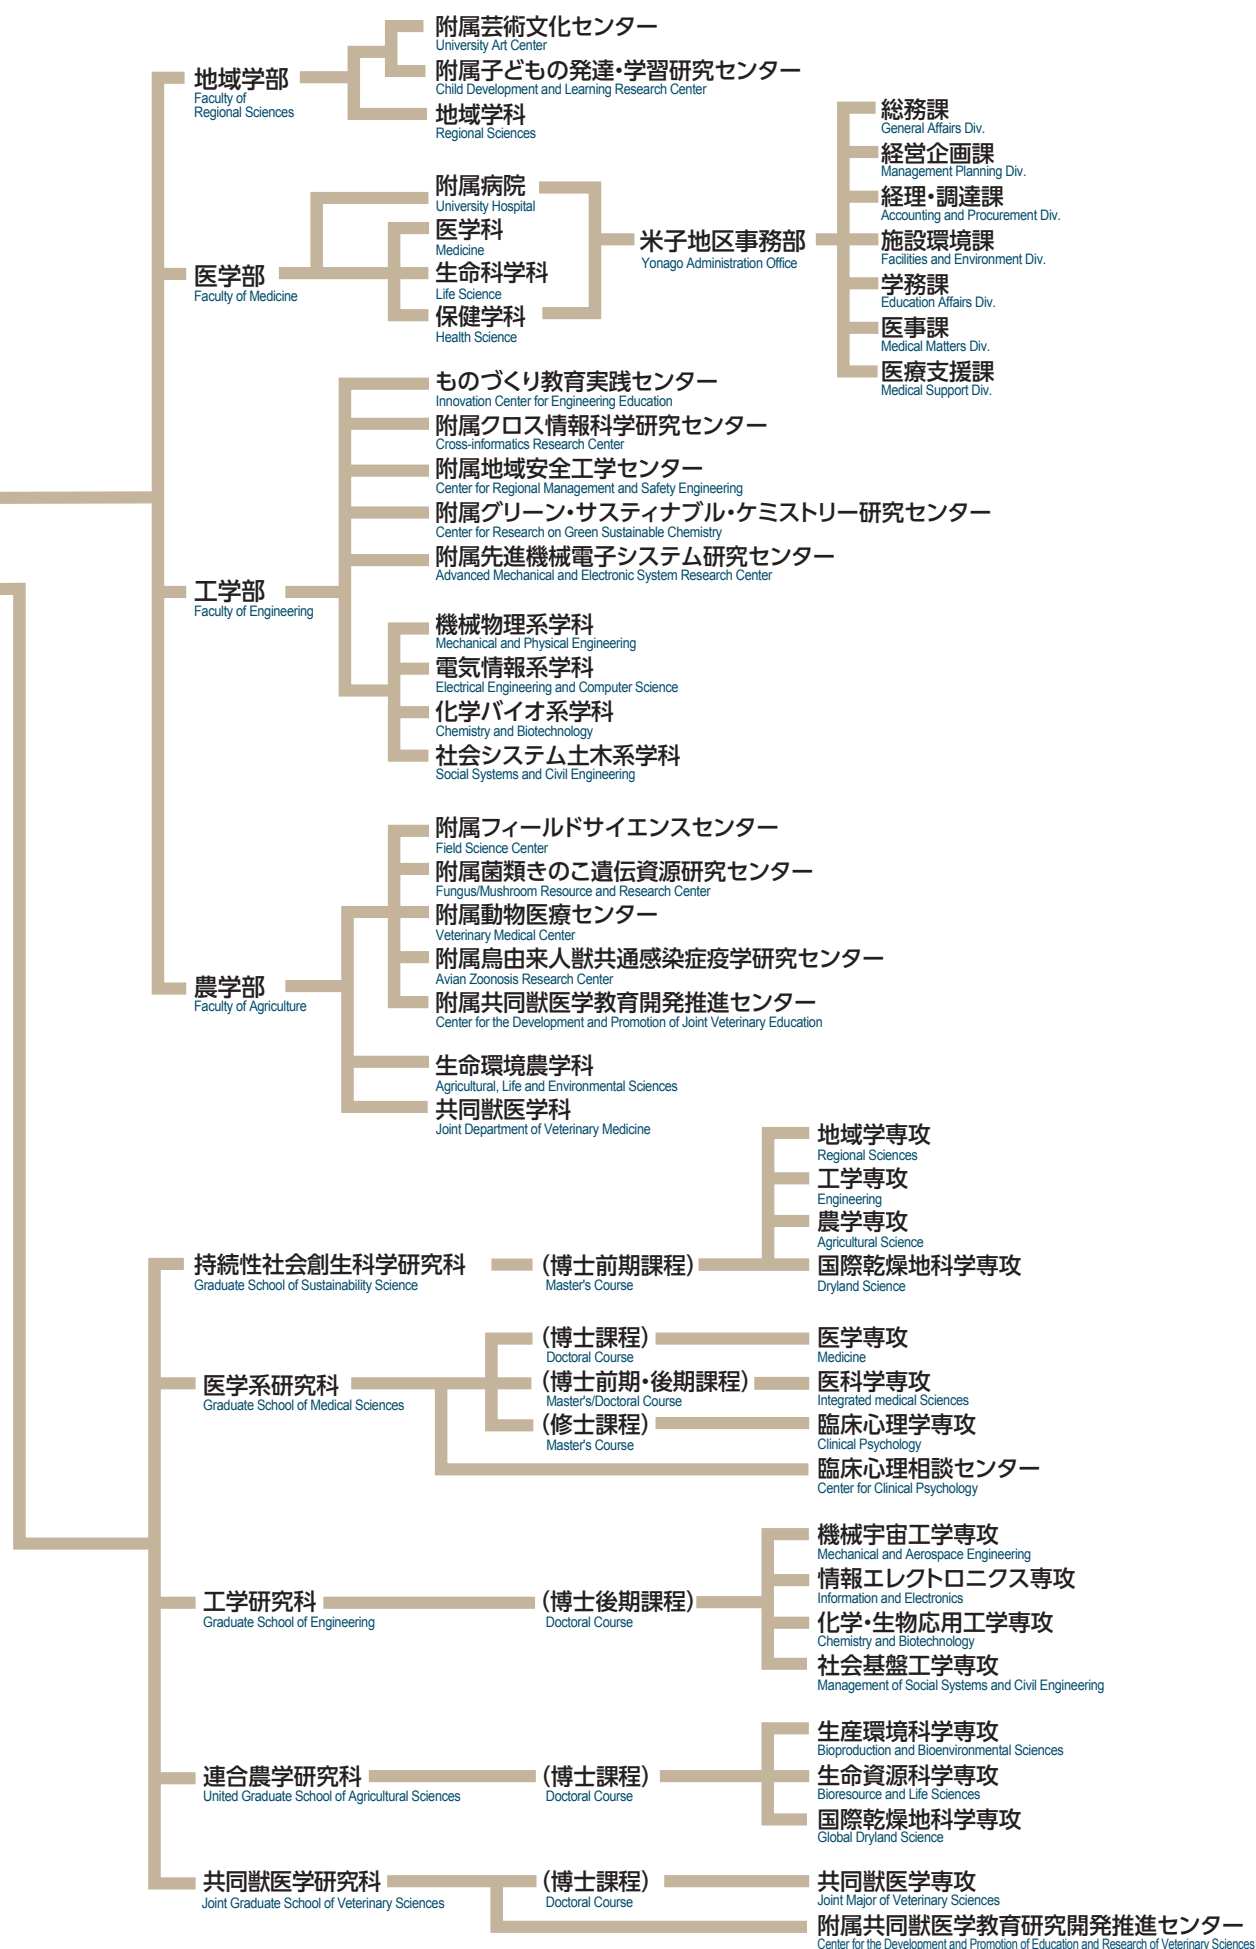 地域学部
Faculty of
Regional Sciences
附属芸術文化センター
University Art Center
附属子どもの発達・学習研究センター
Child Development and Learning Research Center
地域学科
Regional Sciences
医学部
Faculty of Medicine
附属病院
University Hospital
医学科
Medicine
生命科学科
Life Science
保健学科
Health Science
米子地区事務部
Yonago Administration Office
総務課
General Affairs Div.
経営企画課
Management Planning Div.
経理・調達課
Accounting and Procurement Div.
施設環境課
Facilities and Environment Div.
学務課
Education Affairs Div.
医事課
Medical Matters Div.
医療支援課
Medical Support Div.
工学部
Faculty of Engineering
ものづくり教育実践センター
Innovation Center for Engineering Education
附属クロス情報科学研究センター
Cross-informatics Research Center
附属地域安全工学センター
Center for Regional Management and Safety Engineering
附属グリーン・サスティナブル・ケミストリー研究センター
Center for Research on Green Sustainable Chemistry
附属先進機械電子システム研究センター
Advanced Mechanical and Electronic System Research Center
機械物理系学科
Mechanical and Physical Engineering
電気情報系学科
Electrical Engineering and Computer Science
化学バイオ系学科
Chemistry and Biotechnology
社会システム土木系学科
Social Systems and Civil Engineering
農学部
Faculty of Agriculture
附属フィールドサイエンスセンター
Field Science Center
附属菌類きのこ遺伝資源研究センター
Fungus/Mushroom Resource and Research Center
附属動物医療センター
Veterinary Medical Center
附属鳥由来人獣共通感染症疫学研究センター
Avian Zoonosis Research Center
附属共同獣医学教育開発推進センター
Center for the Development and Promotion of Joint Veterinary Education
生命環境農学科
Agricultural, Life and Environmental Sciences
共同獣医学科
Joint Department of Veterinary Medicine
持続性社会創生科学研究科
Graduate School of Sustainability Science
(博士前期課程)
Master's Course
地域学専攻
Regional Sciences
工学専攻
Engineering
農学専攻
Agricultural Science
国際乾燥地科学専攻
Dryland Science
医学系研究科
Graduate School of Medical Sciences
(博士課程)
Doctoral Course
医学専攻
Medicine
(博士前期・後期課程)
Master's/Doctoral Course
医科学専攻
Integrated medical Sciences
(修士課程)
Master's Course
臨床心理学専攻
Clinical Psychology
臨床心理相談センター
Center for Clinical Psychology
工学研究科
Graduate School of Engineering
(博士後期課程)
Doctoral Course
機械宇宙工学専攻
Mechanical and Aerospace Engineering
情報エレクトロニクス専攻
Information and Electronics
化学・生物応用工学専攻
Chemistry and Biotechnology
社会基盤工学専攻
Management of Social Systems and Civil Engineering
連合農学研究科
United Graduate School of Agricultural Sciences
(博士課程)
Doctoral Course
生産環境科学専攻
Bioproduction and Bioenvironmental Sciences
生命資源科学専攻
Bioresource and Life Sciences
国際乾燥地科学専攻
Global Dryland Science
共同獣医学研究科
Joint Graduate School of Veterinary Sciences
(博士課程)
Doctoral Course
共同獣医学専攻
Joint Major of Veterinary Sciences
附属共同獣医学教育研究開発推進センター
Center for the Development and Promotion of Education and Research of Veterinary Sciences